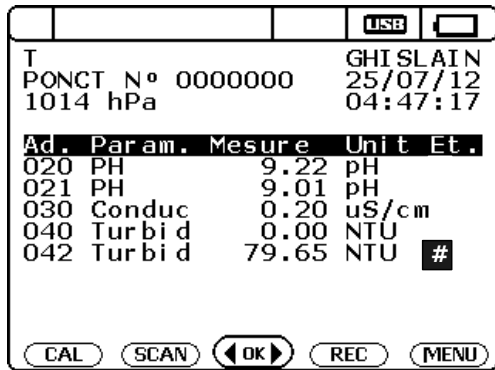 USB
T GHISLAIN
PONCT Nº 0000000 25/07/12
1014 hPa 04:47:17
Ad. Param. Mesure Unit Et.
020 PH 9.22 pH
021 PH 9.01 pH
030 Conduc 0.20 uS/cm
040 Turbid 0.00 NTU
042 Turbid 79.65 NTU #
CAL SCAN OK REC MENU